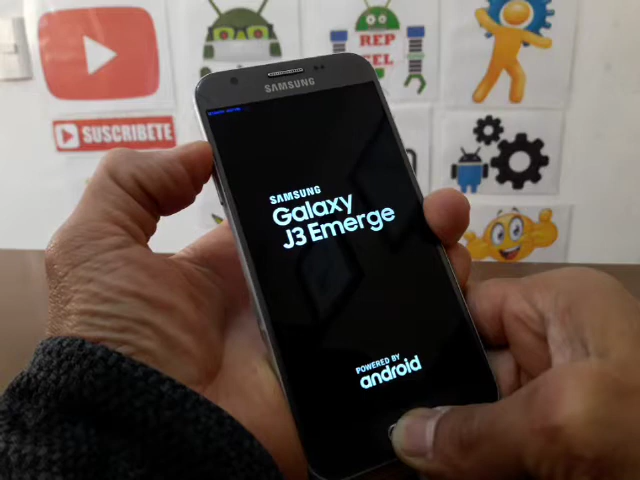 REP
CEL
SUSCRIBETE
SAMSUNG
SAMSUNG
Galaxy
J3 Emerge
POWERED BY
android